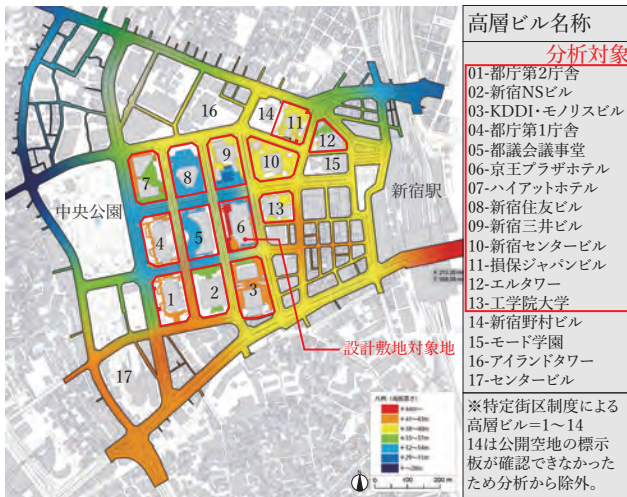 高層ビル名称
分析対象
01-都庁第2庁舎
02-新宿NSビル
03-KDDI・モノリスビル
04-都庁第1庁舎
05-都議会議事堂
06-京王プラザホテル
07-ハイアットホテル
08-新宿住友ビル
09-新宿三井ビル
10-新宿センタービル
11-損保ジャパンビル
12-エルタワー
13-工学院大学
14-新宿野村ビル
15-モード学園
16-アイランドタワー
17-センタービル
※特定街区制度による
高層ビル=1〜14
14は公開空地の標示
板が確認できなかった
ため分析から除外。
16
14
11
12
15
10
9
8
7
13
中央公園
新宿駅
4
5
6
1
2
3
設計敷地対象地
17
0
100
200 m